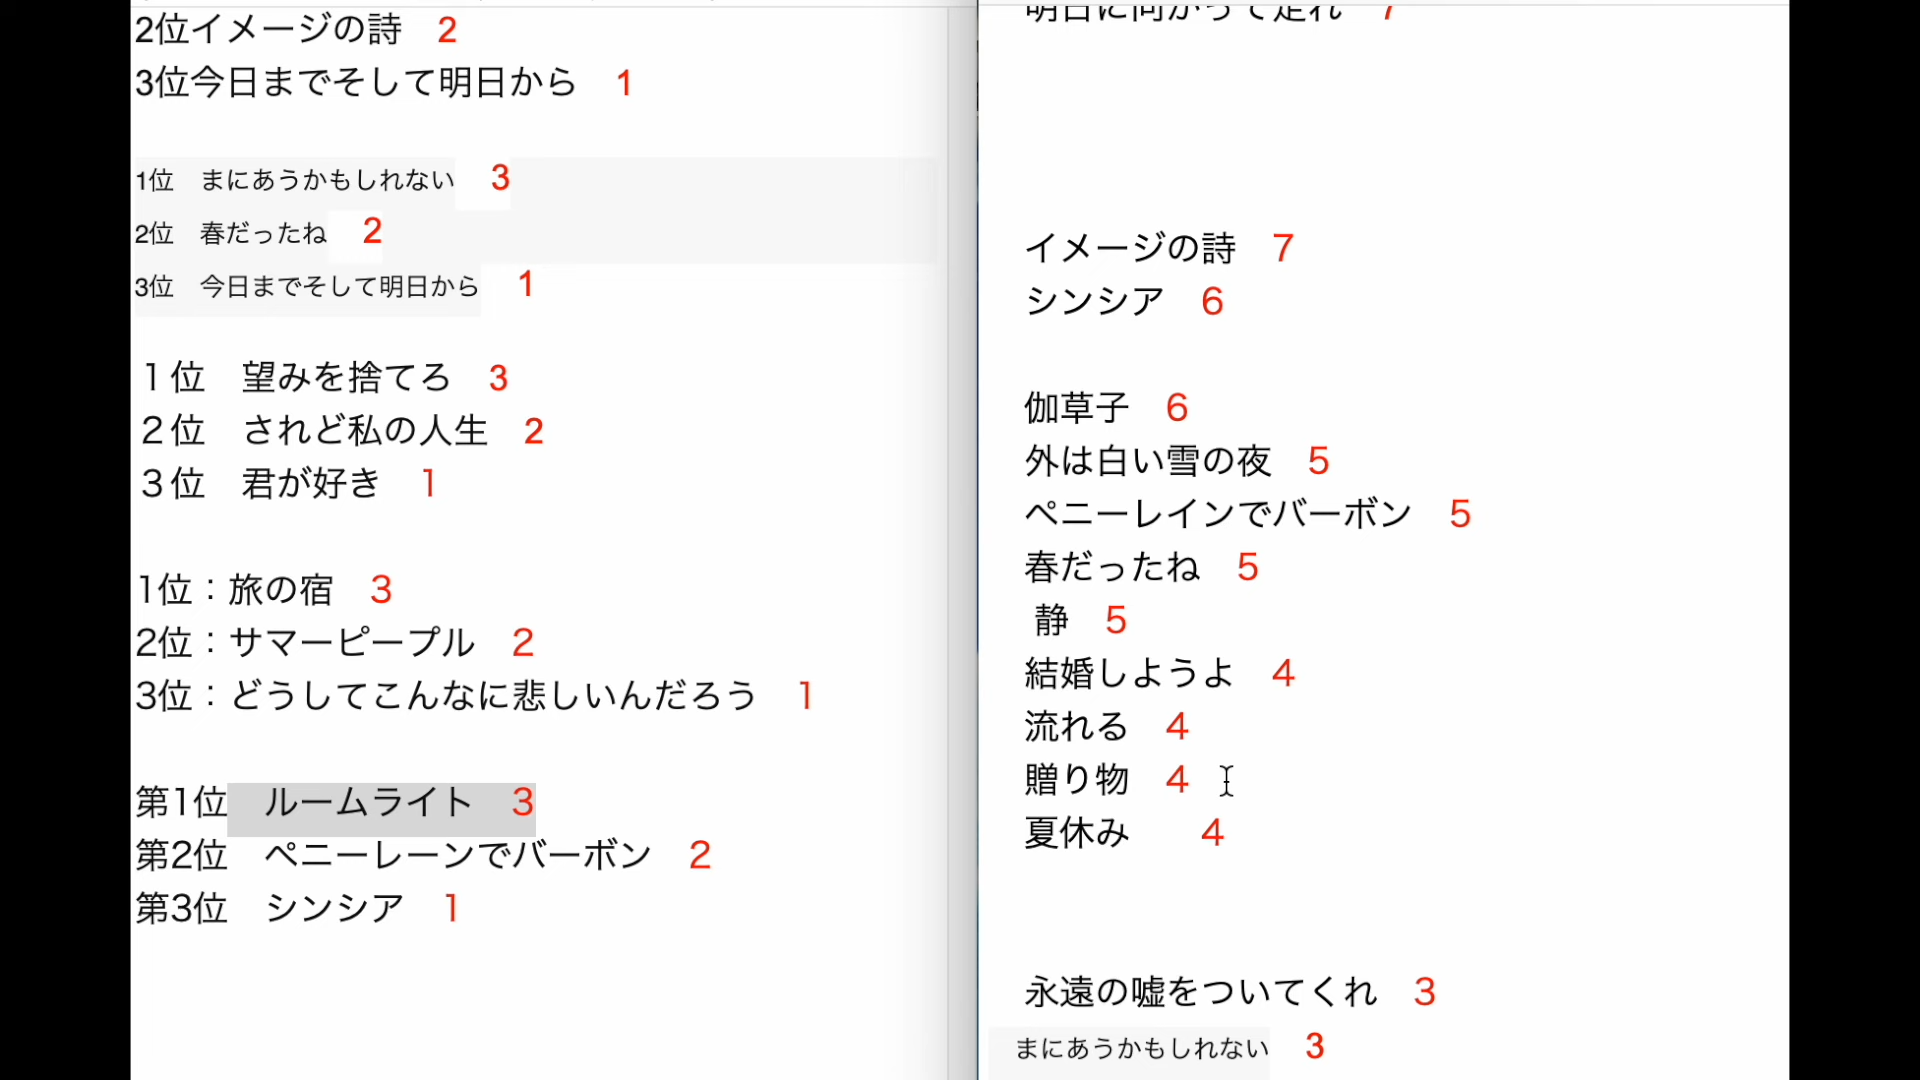 2位イメージの詩　2
3位今日までそして明日から　1
1位　まにあうかもしれない　3
2位　春だったね　2
3位　今日までそして明日から　1
１位　望みを捨てろ　3
２位　されど私の人生　2
３位　君が好き　1
1位：旅の宿　3
2位：サマーピープル　2
3位：どうしてこんなに悲しいんだろう　1
第1位　ルームライト　3
第2位　ペニーレーンでバーボン　2
第3位　シンシア　1
明日に向かって走れ　7
イメージの詩　7
シンシア　6
伽草子　6
外は白い雪の夜　5
ペニーレインでバーボン　5
春だったね　5
静　5
結婚しようよ　4
流れる　4
贈り物　4
夏休み　　4
永遠の嘘をついてくれ　3
まにあうかもしれない　3